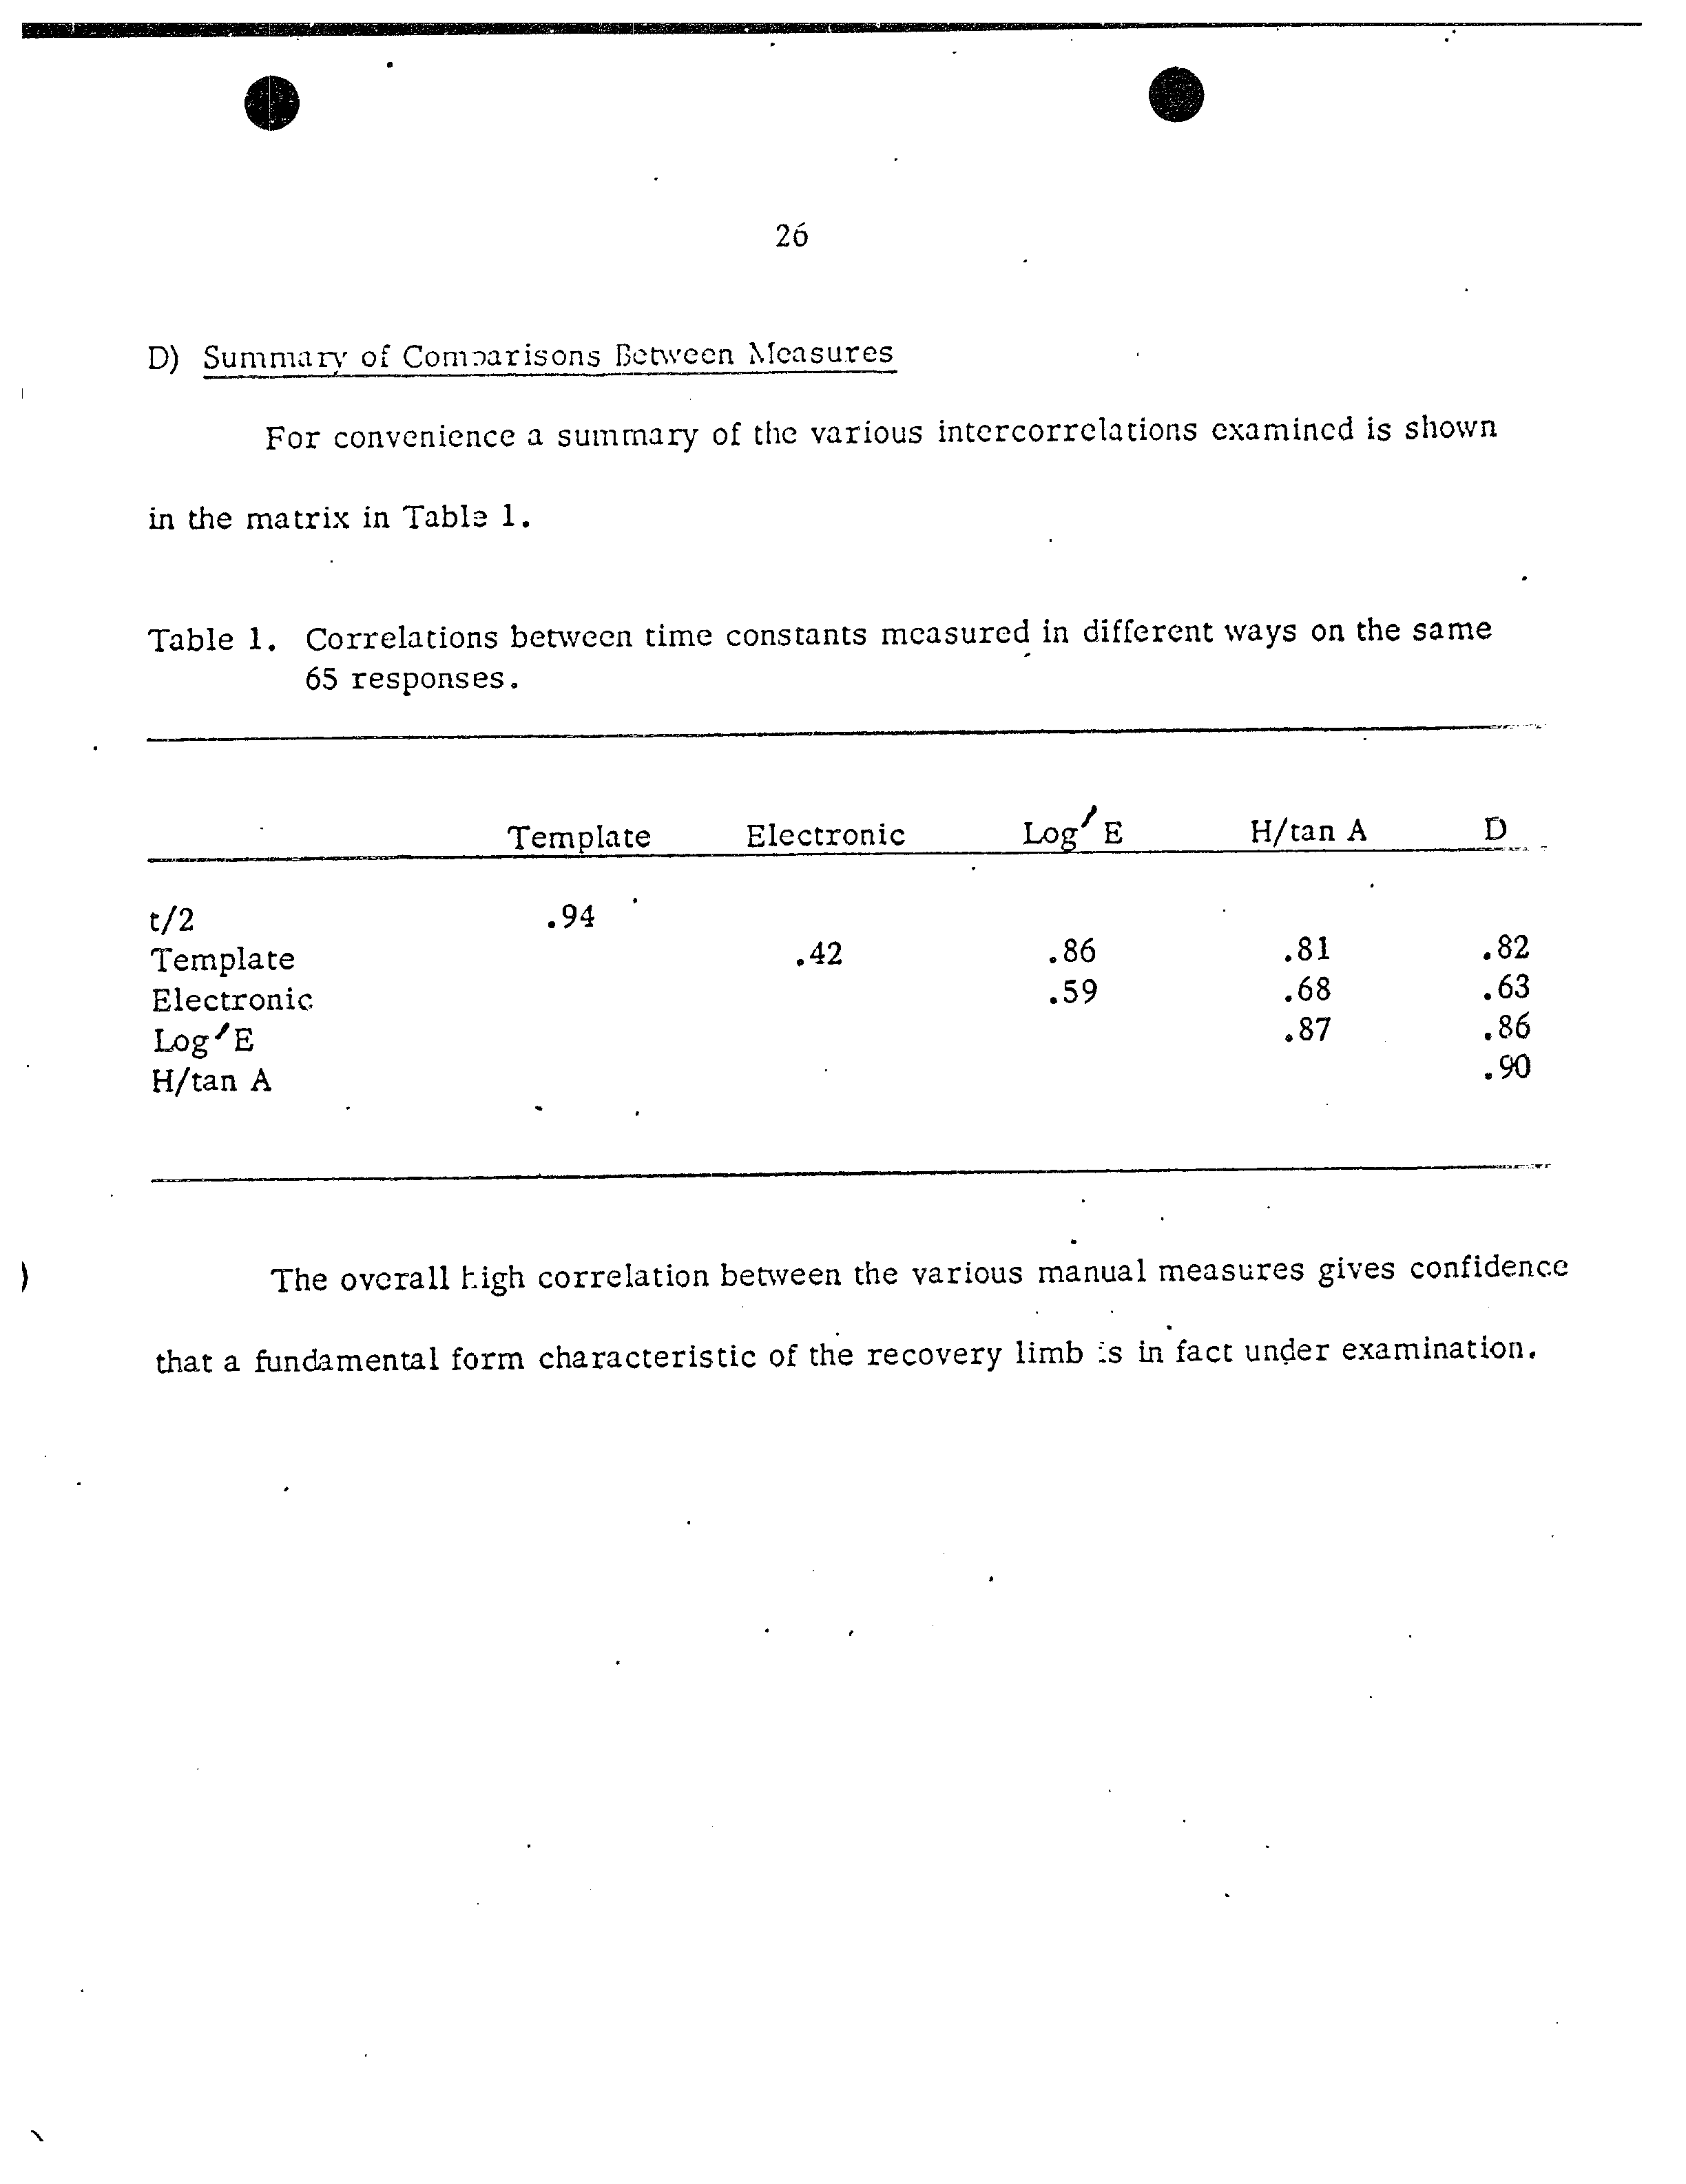 26
D) Summary of Comparisons Between Measures
For convenience a summary of the various intercorrelations examined is shown
in the matrix in Table 1.
Table 1. Correlations between time constants measured in different ways on the same
65 responses.
Template Electronic Log′ E H/tan A D
t/2 .94
Template .42 .86 .81 .82
Electronic .59 .68 .63
Log′E .87 .86
H/tan A .90
The overall high correlation between the various manual measures gives confidence
that a fundamental form characteristic of the recovery limb is in fact under examination.